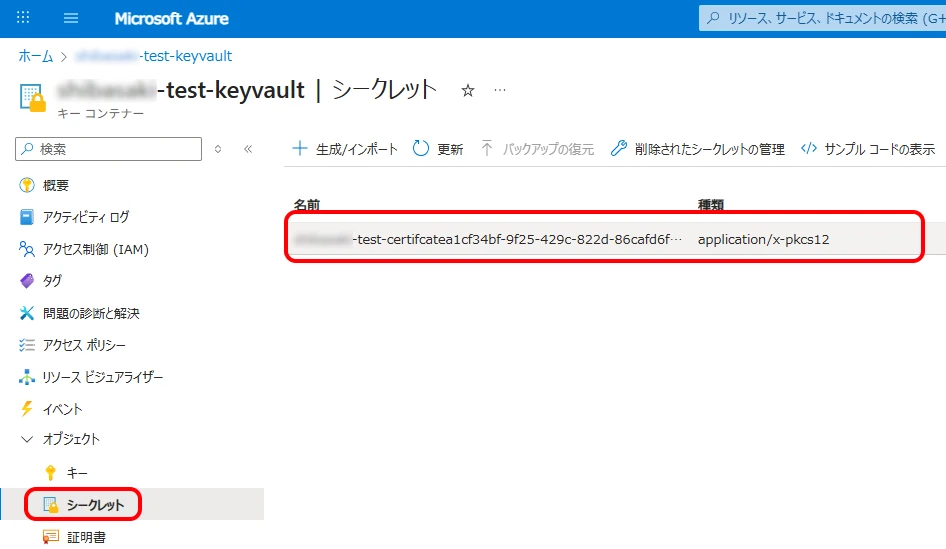 Microsoft Azure
リソース、サービス、ドキュメントの検索 (G+
ホーム > -test-keyvault
-test-keyvault | シークレット
キー コンテナー
検索
生成/インポート
更新
バックアップの復元
削除されたシークレットの管理
サンプル コードの表示
概要
アクティビティ ログ
アクセス制御 (IAM)
タグ
問題の診断と解決
アクセス ポリシー
リソース ビジュアライザー
イベント
オブジェクト
キー
シークレット
証明書
名前 種類
-test-certifcatea1cf34bf-9f25-429c-822d-86cafd6f… application/x-pkcs12